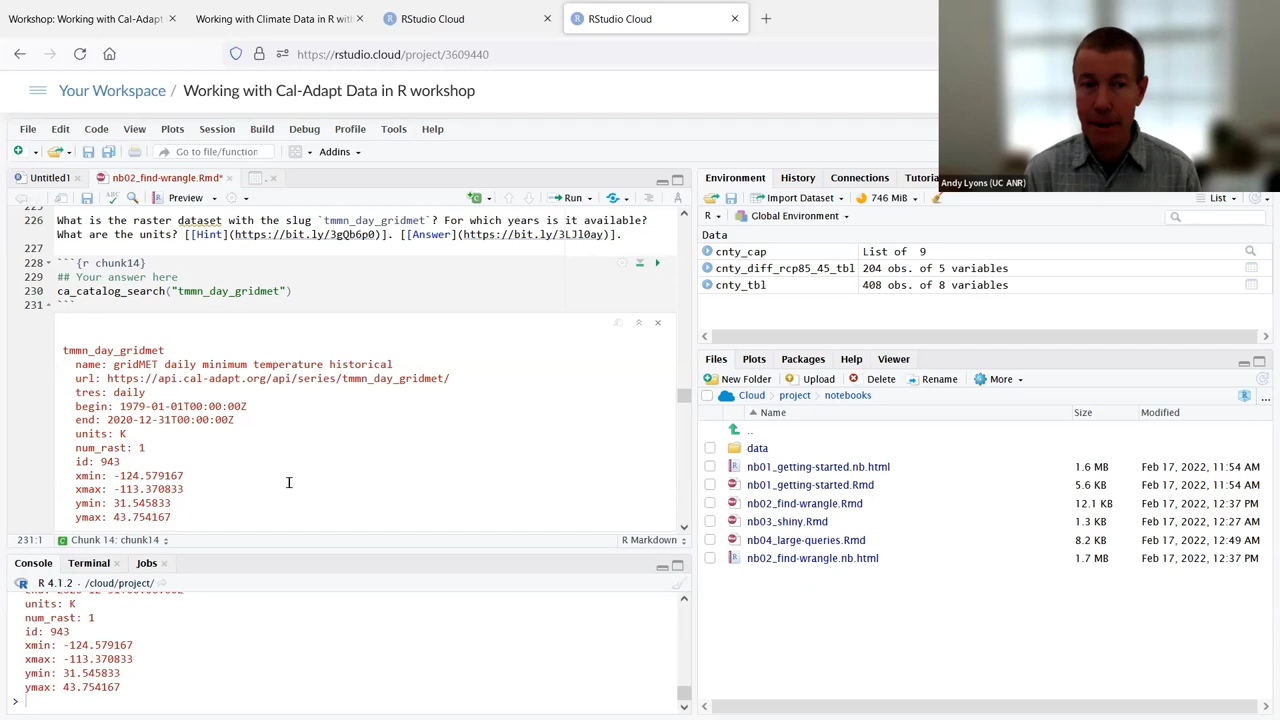 Workshop: Working with Cal-Adapt
Working with Climate Data in R wit
RStudio Cloud
RStudio Cloud
https://rstudio.cloud/project/3609440
Your Workspace / Working with Cal-Adapt Data in R workshop
File Edit Code View Plots Session Build Debug Profile Tools Help
Go to file/function Addins
Untitled1 nb02_find-wrangle.Rmd*
Preview Run
226 What is the raster dataset with the slug `tmmn_day_gridmet`? For which years is it available?
What are the units? [[Hint](https://bit.ly/3gQb6p0)]. [[Answer](https://bit.ly/3LJl0ay)].
227
228 ```{r chunk14}
229 ## Your answer here
230 ca_catalog_search("tmmn_day_gridmet")
231 ```
tmmn_day_gridmet
name: gridMET daily minimum temperature historical
url: https://api.cal-adapt.org/api/series/tmmn_day_gridmet/
tres: daily
begin: 1979-01-01T00:00:00Z
end: 2020-12-31T00:00:00Z
units: K
num_rast: 1
id: 943
xmin: -124.579167
xmax: -113.370833
ymin: 31.545833
ymax: 43.754167
231:1 Chunk 14: chunk14 R Markdown
Console Terminal Jobs
R 4.1.2 · /cloud/project/
units: K
num_rast: 1
id: 943
xmin: -124.579167
xmax: -113.370833
ymin: 31.545833
ymax: 43.754167
>
Andy Lyons (UC ANR)
Environment History Connections Tutoria
Import Dataset 746 MiB List
R Global Environment
Data
cnty_cap List of 9
cnty_diff_rcp85_45_tbl 204 obs. of 5 variables
cnty_tbl 408 obs. of 8 variables
Files Plots Packages Help Viewer
New Folder Upload Delete Rename More
Cloud project notebooks
Name Size Modified
..
data
nb01_getting-started.nb.html 1.6 MB Feb 17, 2022, 11:54 AM
nb01_getting-started.Rmd 5.6 KB Feb 17, 2022, 11:54 AM
nb02_find-wrangle.Rmd 12.1 KB Feb 17, 2022, 12:37 PM
nb03_shiny.Rmd 1.3 KB Feb 17, 2022, 12:27 AM
nb04_large-queries.Rmd 8.2 KB Feb 17, 2022, 12:49 AM
nb02_find-wrangle.nb.html 1.7 MB Feb 17, 2022, 12:37 PM